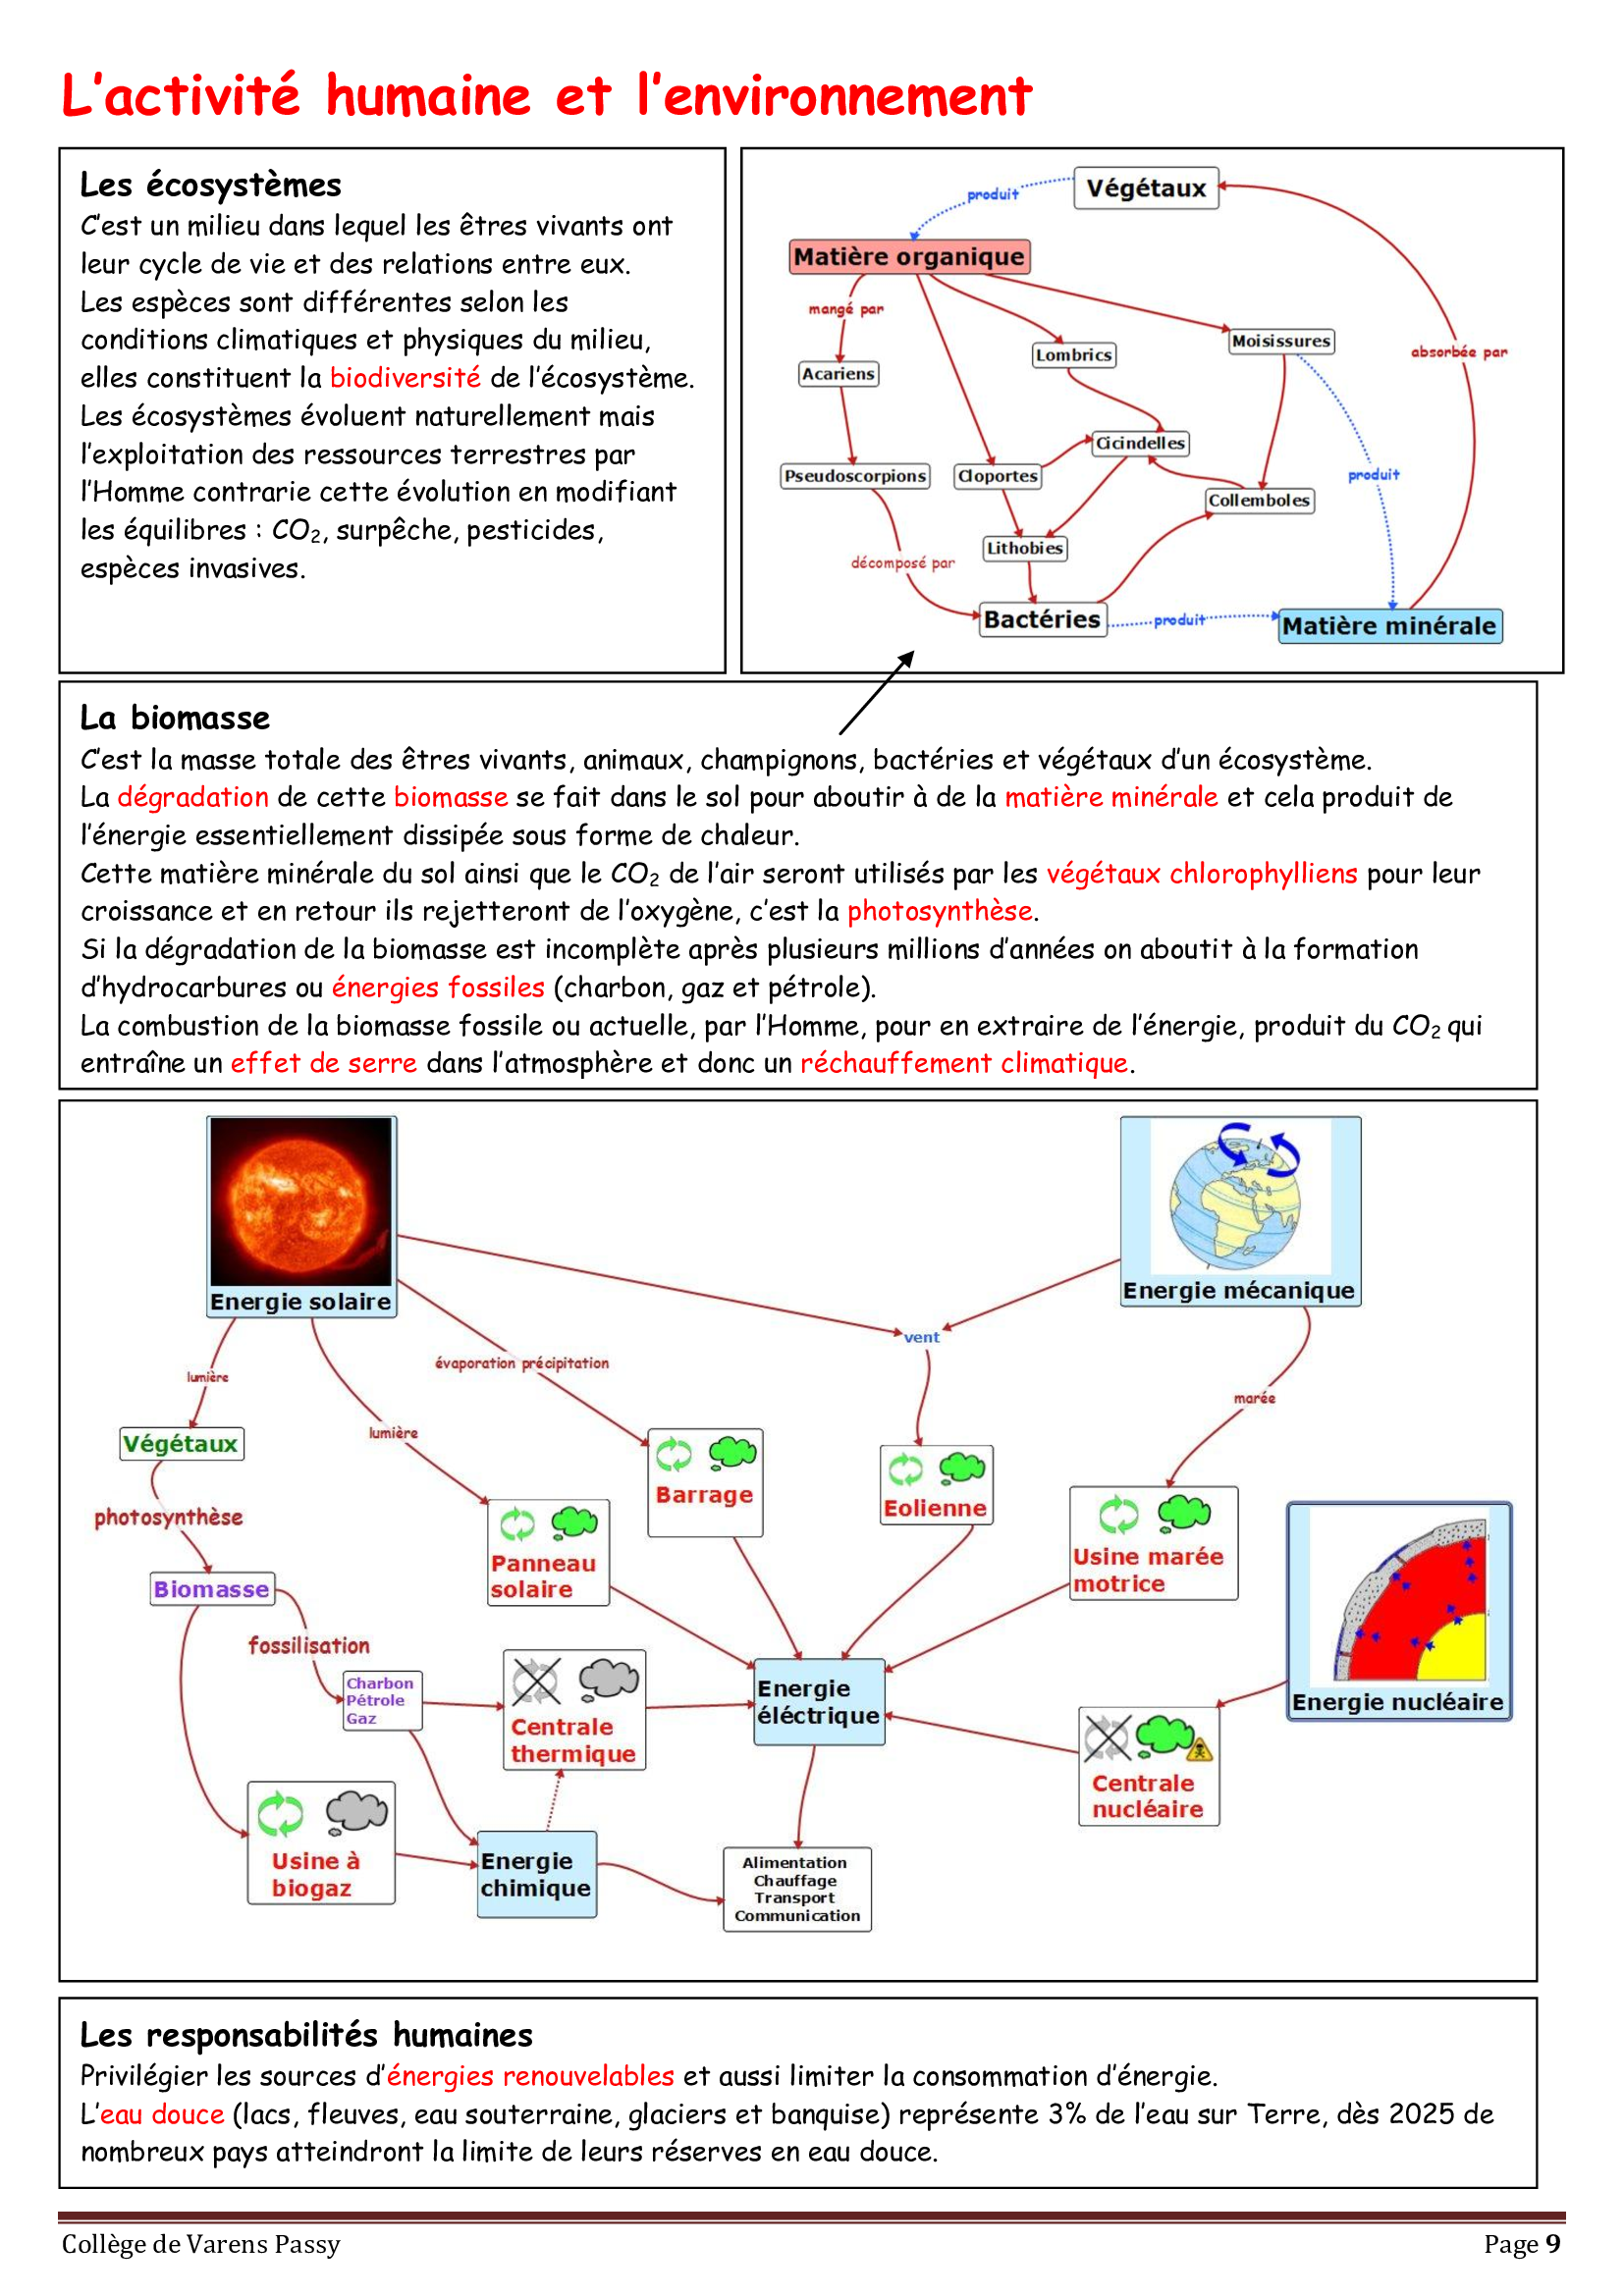 L’activité humaine et l’environnement
Les écosystèmes
C’est un milieu dans lequel les êtres vivants ont
leur cycle de vie et des relations entre eux.
Les espèces sont différentes selon les
conditions climatiques et physiques du milieu,
elles constituent la biodiversité de l’écosystème.
Les écosystèmes évoluent naturellement mais
l’exploitation des ressources terrestres par
l’Homme contrarie cette évolution en modifiant
les équilibres : CO₂, surpêche, pesticides,
espèces invasives.
Végétaux
produit
Matière organique
mangé par
Moisissures
Lombrics
absorbée par
Acariens
Cicindelles
Pseudoscorpions
Cloportes
produit
Collemboles
Lithobies
décomposé par
Bactéries
produit
Matière minérale
La biomasse
C’est la masse totale des êtres vivants, animaux, champignons, bactéries et végétaux d’un écosystème.
La dégradation de cette biomasse se fait dans le sol pour aboutir à de la matière minérale et cela produit de
l’énergie essentiellement dissipée sous forme de chaleur.
Cette matière minérale du sol ainsi que le CO₂ de l’air seront utilisés par les végétaux chlorophylliens pour leur
croissance et en retour ils rejetteront de l’oxygène, c’est la photosynthèse.
Si la dégradation de la biomasse est incomplète après plusieurs millions d’années on aboutit à la formation
d’hydrocarbures ou énergies fossiles (charbon, gaz et pétrole).
La combustion de la biomasse fossile ou actuelle, par l’Homme, pour en extraire de l’énergie, produit du CO₂ qui
entraîne un effet de serre dans l’atmosphère et donc un réchauffement climatique.
Energie solaire
Energie mécanique
vent
évaporation précipitation
lumière
marée
lumière
Végétaux
Barrage
Eolienne
photosynthèse
Panneau
solaire
Usine marée
motrice
Biomasse
fossilisation
Charbon
Pétrole
Gaz
Centrale
thermique
Energie
éléctrique
Energie nucléaire
Centrale
nucléaire
Usine à
biogaz
Energie
chimique
Alimentation
Chauffage
Transport
Communication
Les responsabilités humaines
Privilégier les sources d’énergies renouvelables et aussi limiter la consommation d’énergie.
L’eau douce (lacs, fleuves, eau souterraine, glaciers et banquise) représente 3% de l’eau sur Terre, dès 2025 de
nombreux pays atteindront la limite de leurs réserves en eau douce.
Collège de Varens Passy
Page 9